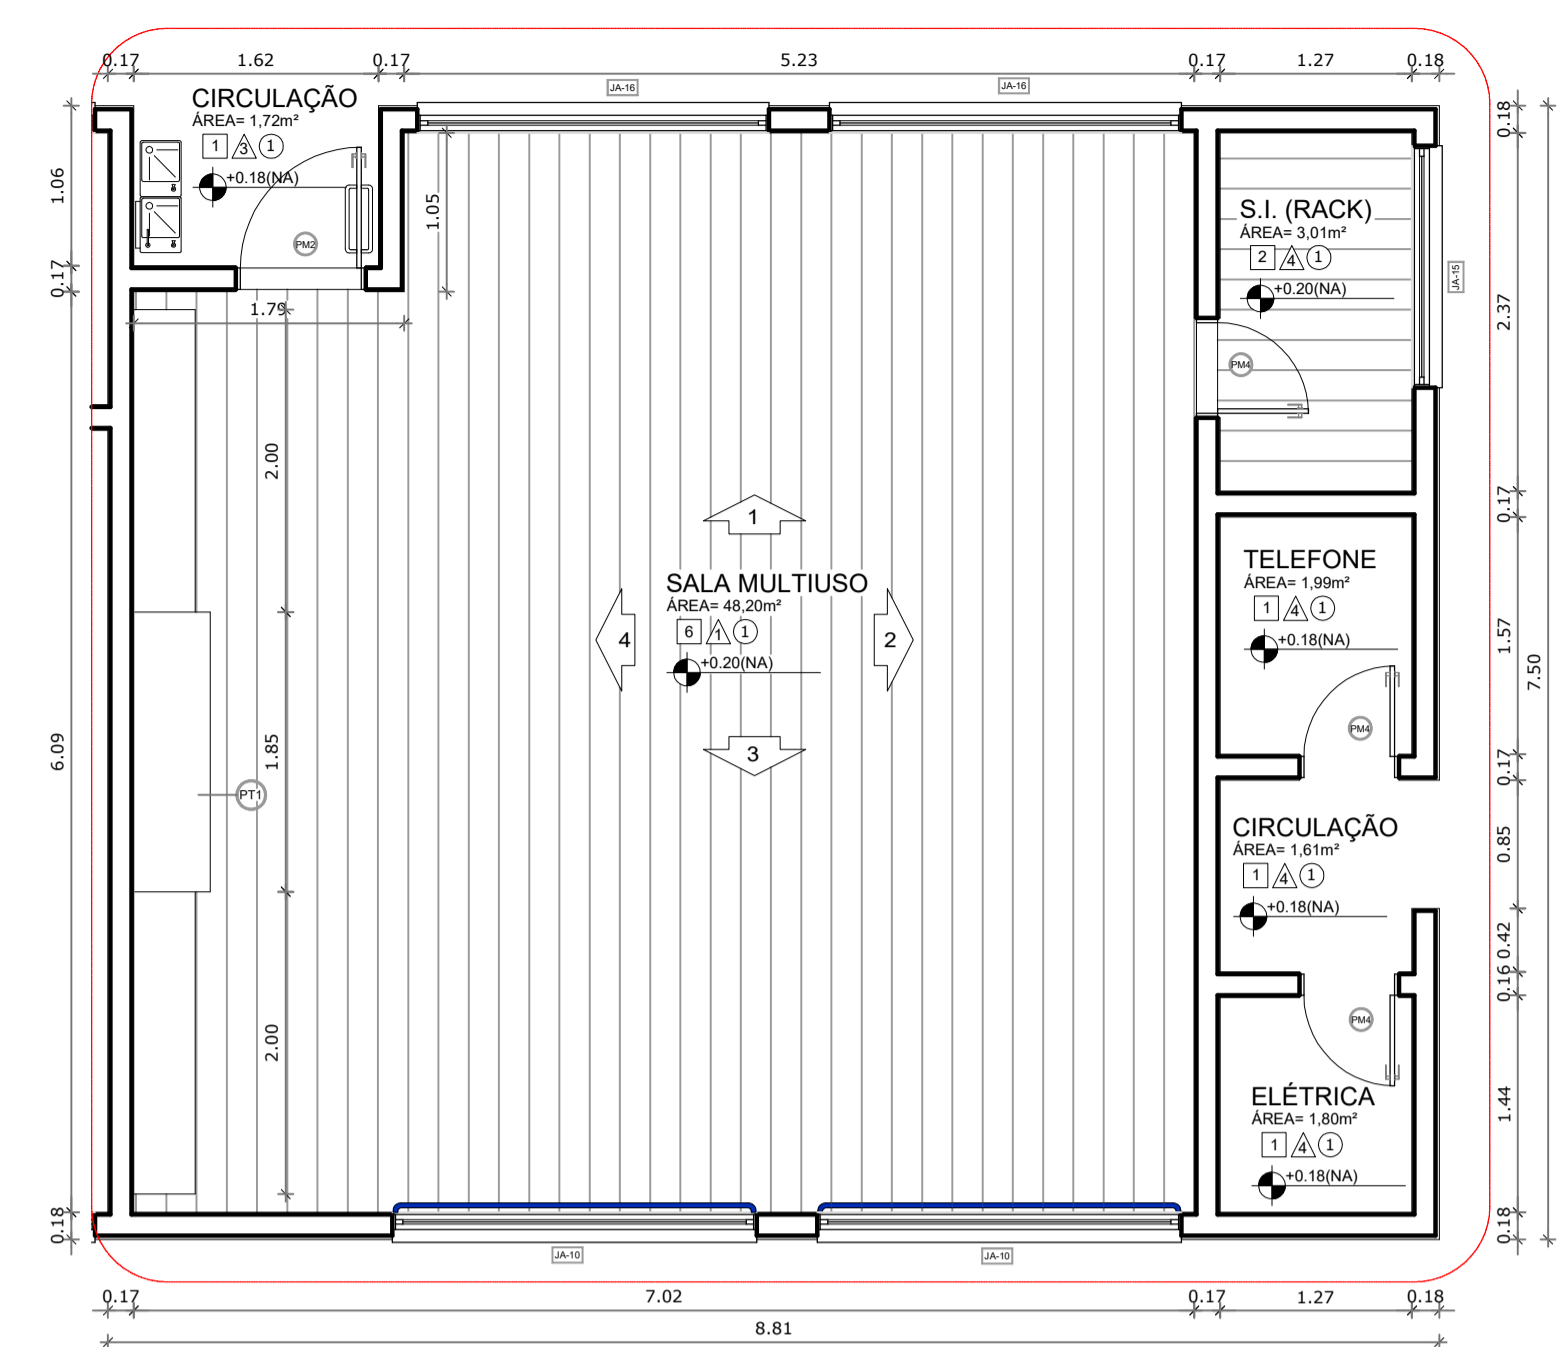 0.17
1.62
0.17
5.23
0.17
1.27
0.18
JA-16
JA-16
CIRCULAÇÃO
ÁREA= 1,72m²
1 3 1
+0.18(NA)
PM2
1.06
0.17
1.05
1.79
0.18
S.I. (RACK)
ÁREA= 3,01m²
2 4 1
+0.20(NA)
JA-15
2.37
PM4
2.00
0.17
1
SALA MULTIUSO
ÁREA= 48,20m²
6 1 1
+0.20(NA)
4
2
3
TELEFONE
ÁREA= 1,99m²
1 4 1
+0.18(NA)
1.57
7.50
PM4
6.09
1.85
PT1
0.17
CIRCULAÇÃO
ÁREA= 1,61m²
1 4 1
+0.18(NA)
0.85
0.42
0.16
PM4
2.00
ELÉTRICA
ÁREA= 1,80m²
1 4 1
+0.18(NA)
1.44
0.18
0.18
JA-10
JA-10
0.17
7.02
0.17
1.27
0.18
8.81